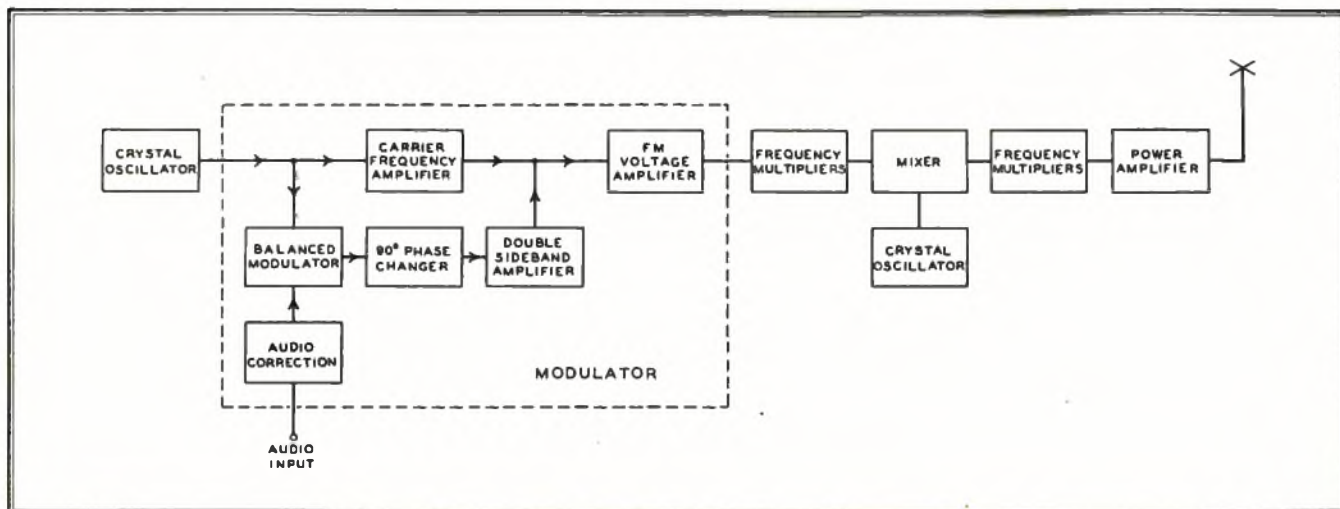 CRYSTAL
OSCILLATOR
CARRIER
FREQUENCY
AMPLIFIER
FM
VOLTAGE
AMPLIFIER
FREQUENCY
MULTIPLIERS
MIXER
FREQUENCY
MULTIPLIERS
POWER
AMPLIFIER
BALANCED
MODULATOR
90° PHASE
CHANGER
DOUBLE
SIDEBAND
AMPLIFIER
CRYSTAL
OSCILLATOR
AUDIO
CORRECTION
MODULATOR
AUDIO
INPUT